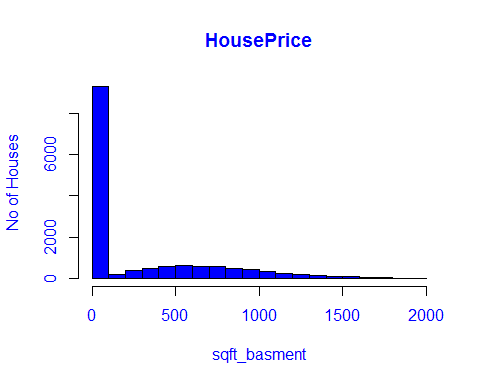 HousePrice
No of Houses
6000
2000
0
0 500 1000 1500 2000
sqft_basment